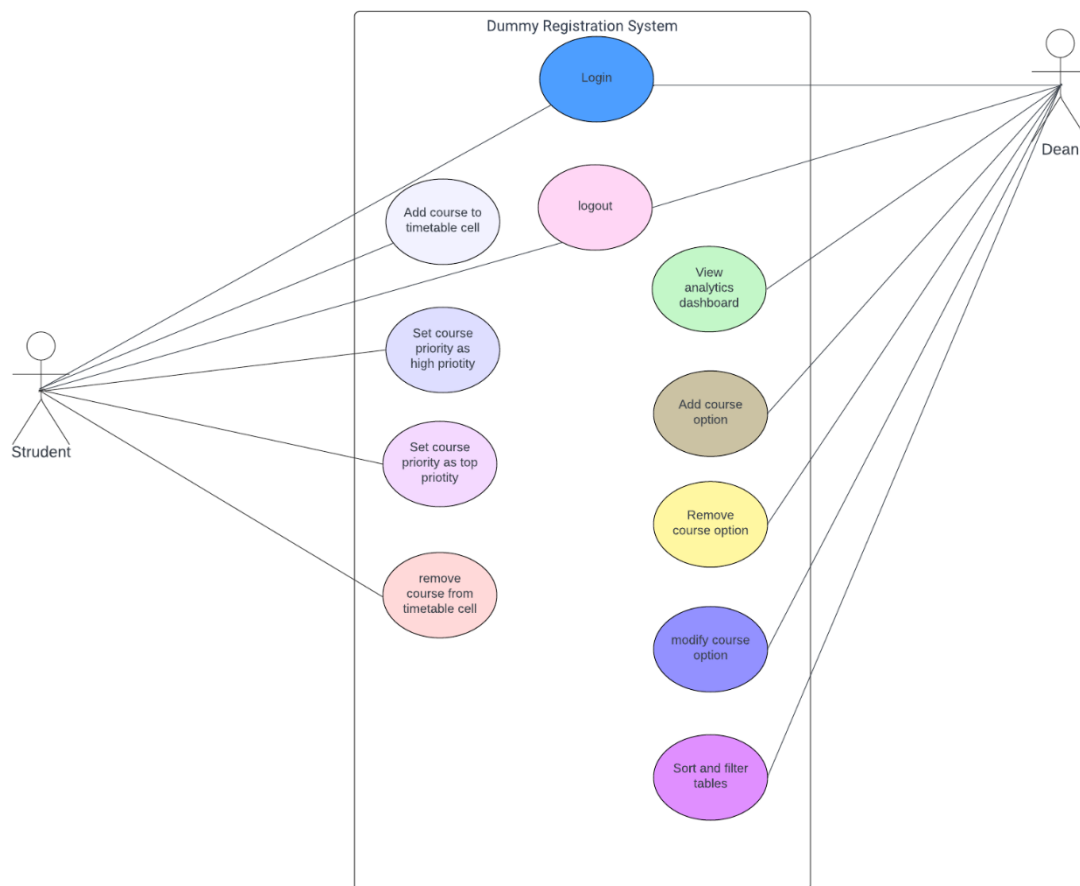 Dummy Registration System
Login
Dean
logout
Add course to
timetable cell
View
analytics
dashboard
Set course
priority as
high priotity
Strudent
Add course
option
Set course
priority as top
priotity
Remove
course option
remove
course from
timetable cell
modify course
option
Sort and filter
tables